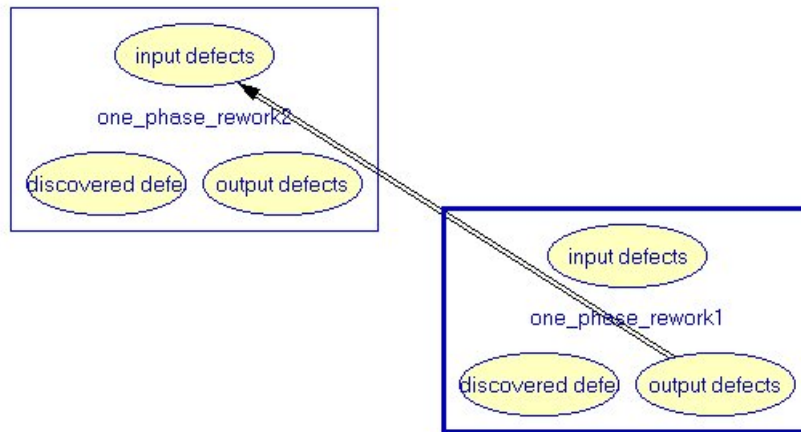 input defects
one_phase_rework2
discovered defe
output defects
input defects
one_phase_rework1
discovered defe
output defects